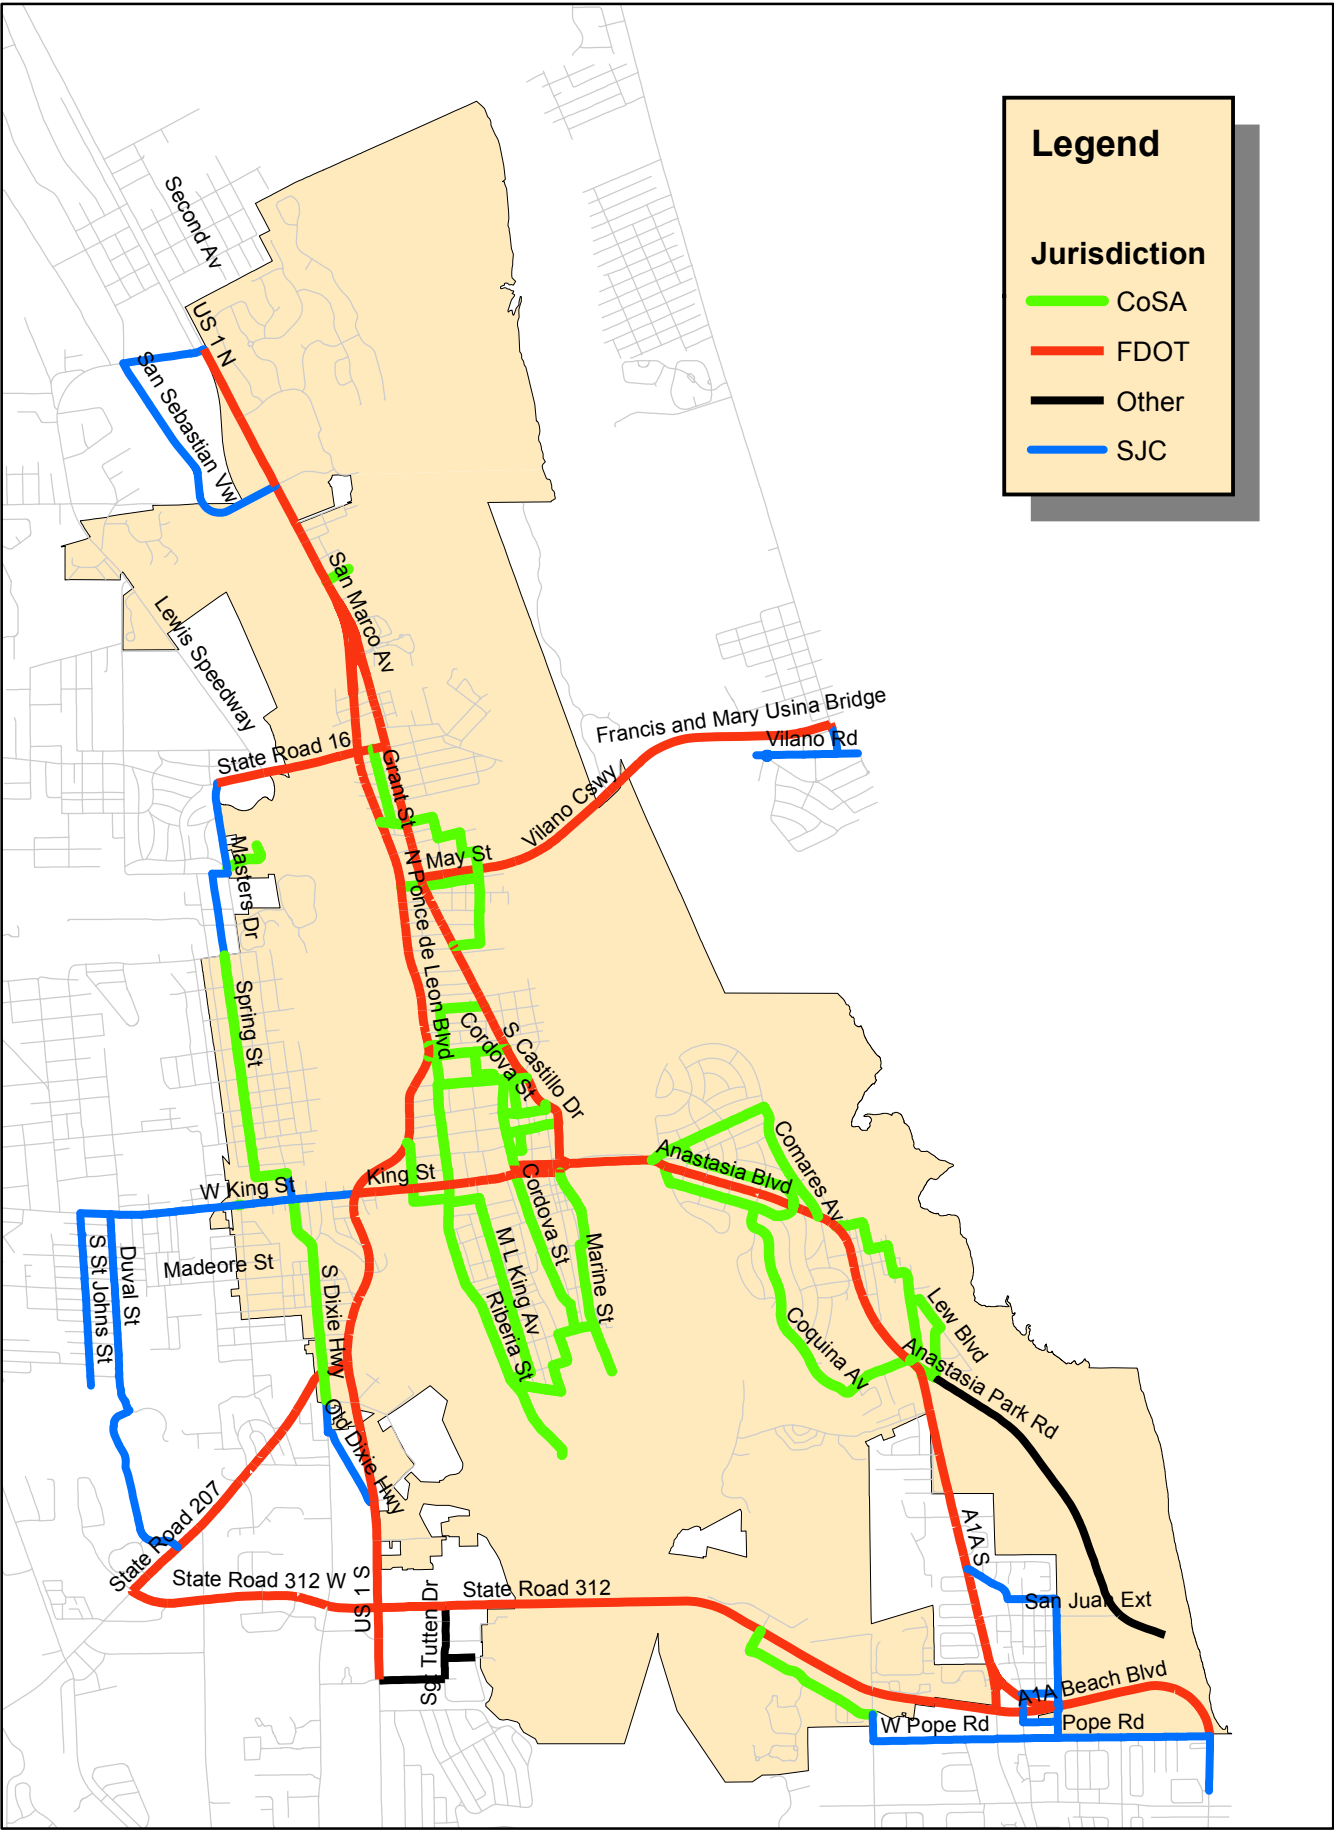 Legend
Jurisdiction
CoSA
FDOT
Other
SJC
Second Av
US 1 N
San Sebastian Vw
San Marco Av
Lewis Speedway
State Road 16
Francis and Mary Usina Bridge
Vilano Rd
Grant St
Vilano Cswy
May St
Masters Dr
N Ponce de Leon Blvd
Spring St
Cordova St
S Castillo Dr
Anastasia Blvd
Comares Av
King St
W King St
Cordova St
Marine St
M L King Av
Riberia St
Madeore St
Duval St
S St Johns St
S Dixie Hwy
Old Dixie Hwy
Coquina Av
Lew Blvd
Anastasia Park Rd
State Road 207
State Road 312 W
State Road 312
US 1 S
Sgt Tutten Dr
A1A S
San Juan Ext
A1A Beach Blvd
W Pope Rd
Pope Rd